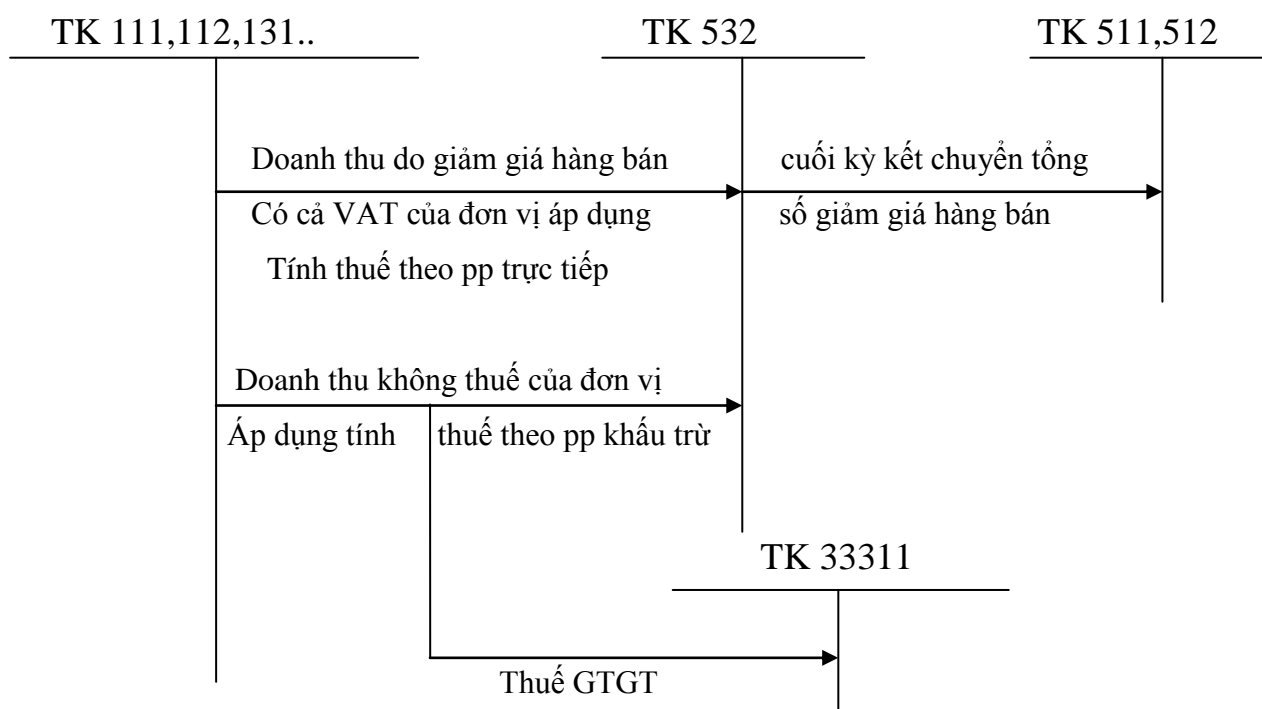 TK 111,112,131..
TK 532
TK 511,512
Doanh thu do giảm giá hàng bán
cuối kỳ kết chuyển tổng
Có cả VAT của đơn vị áp dụng
số giảm giá hàng bán
Tính thuế theo pp trực tiếp
Doanh thu không thuế của đơn vị
Áp dụng tính
thuế theo pp khấu trừ
TK 33311
Thuế GTGT